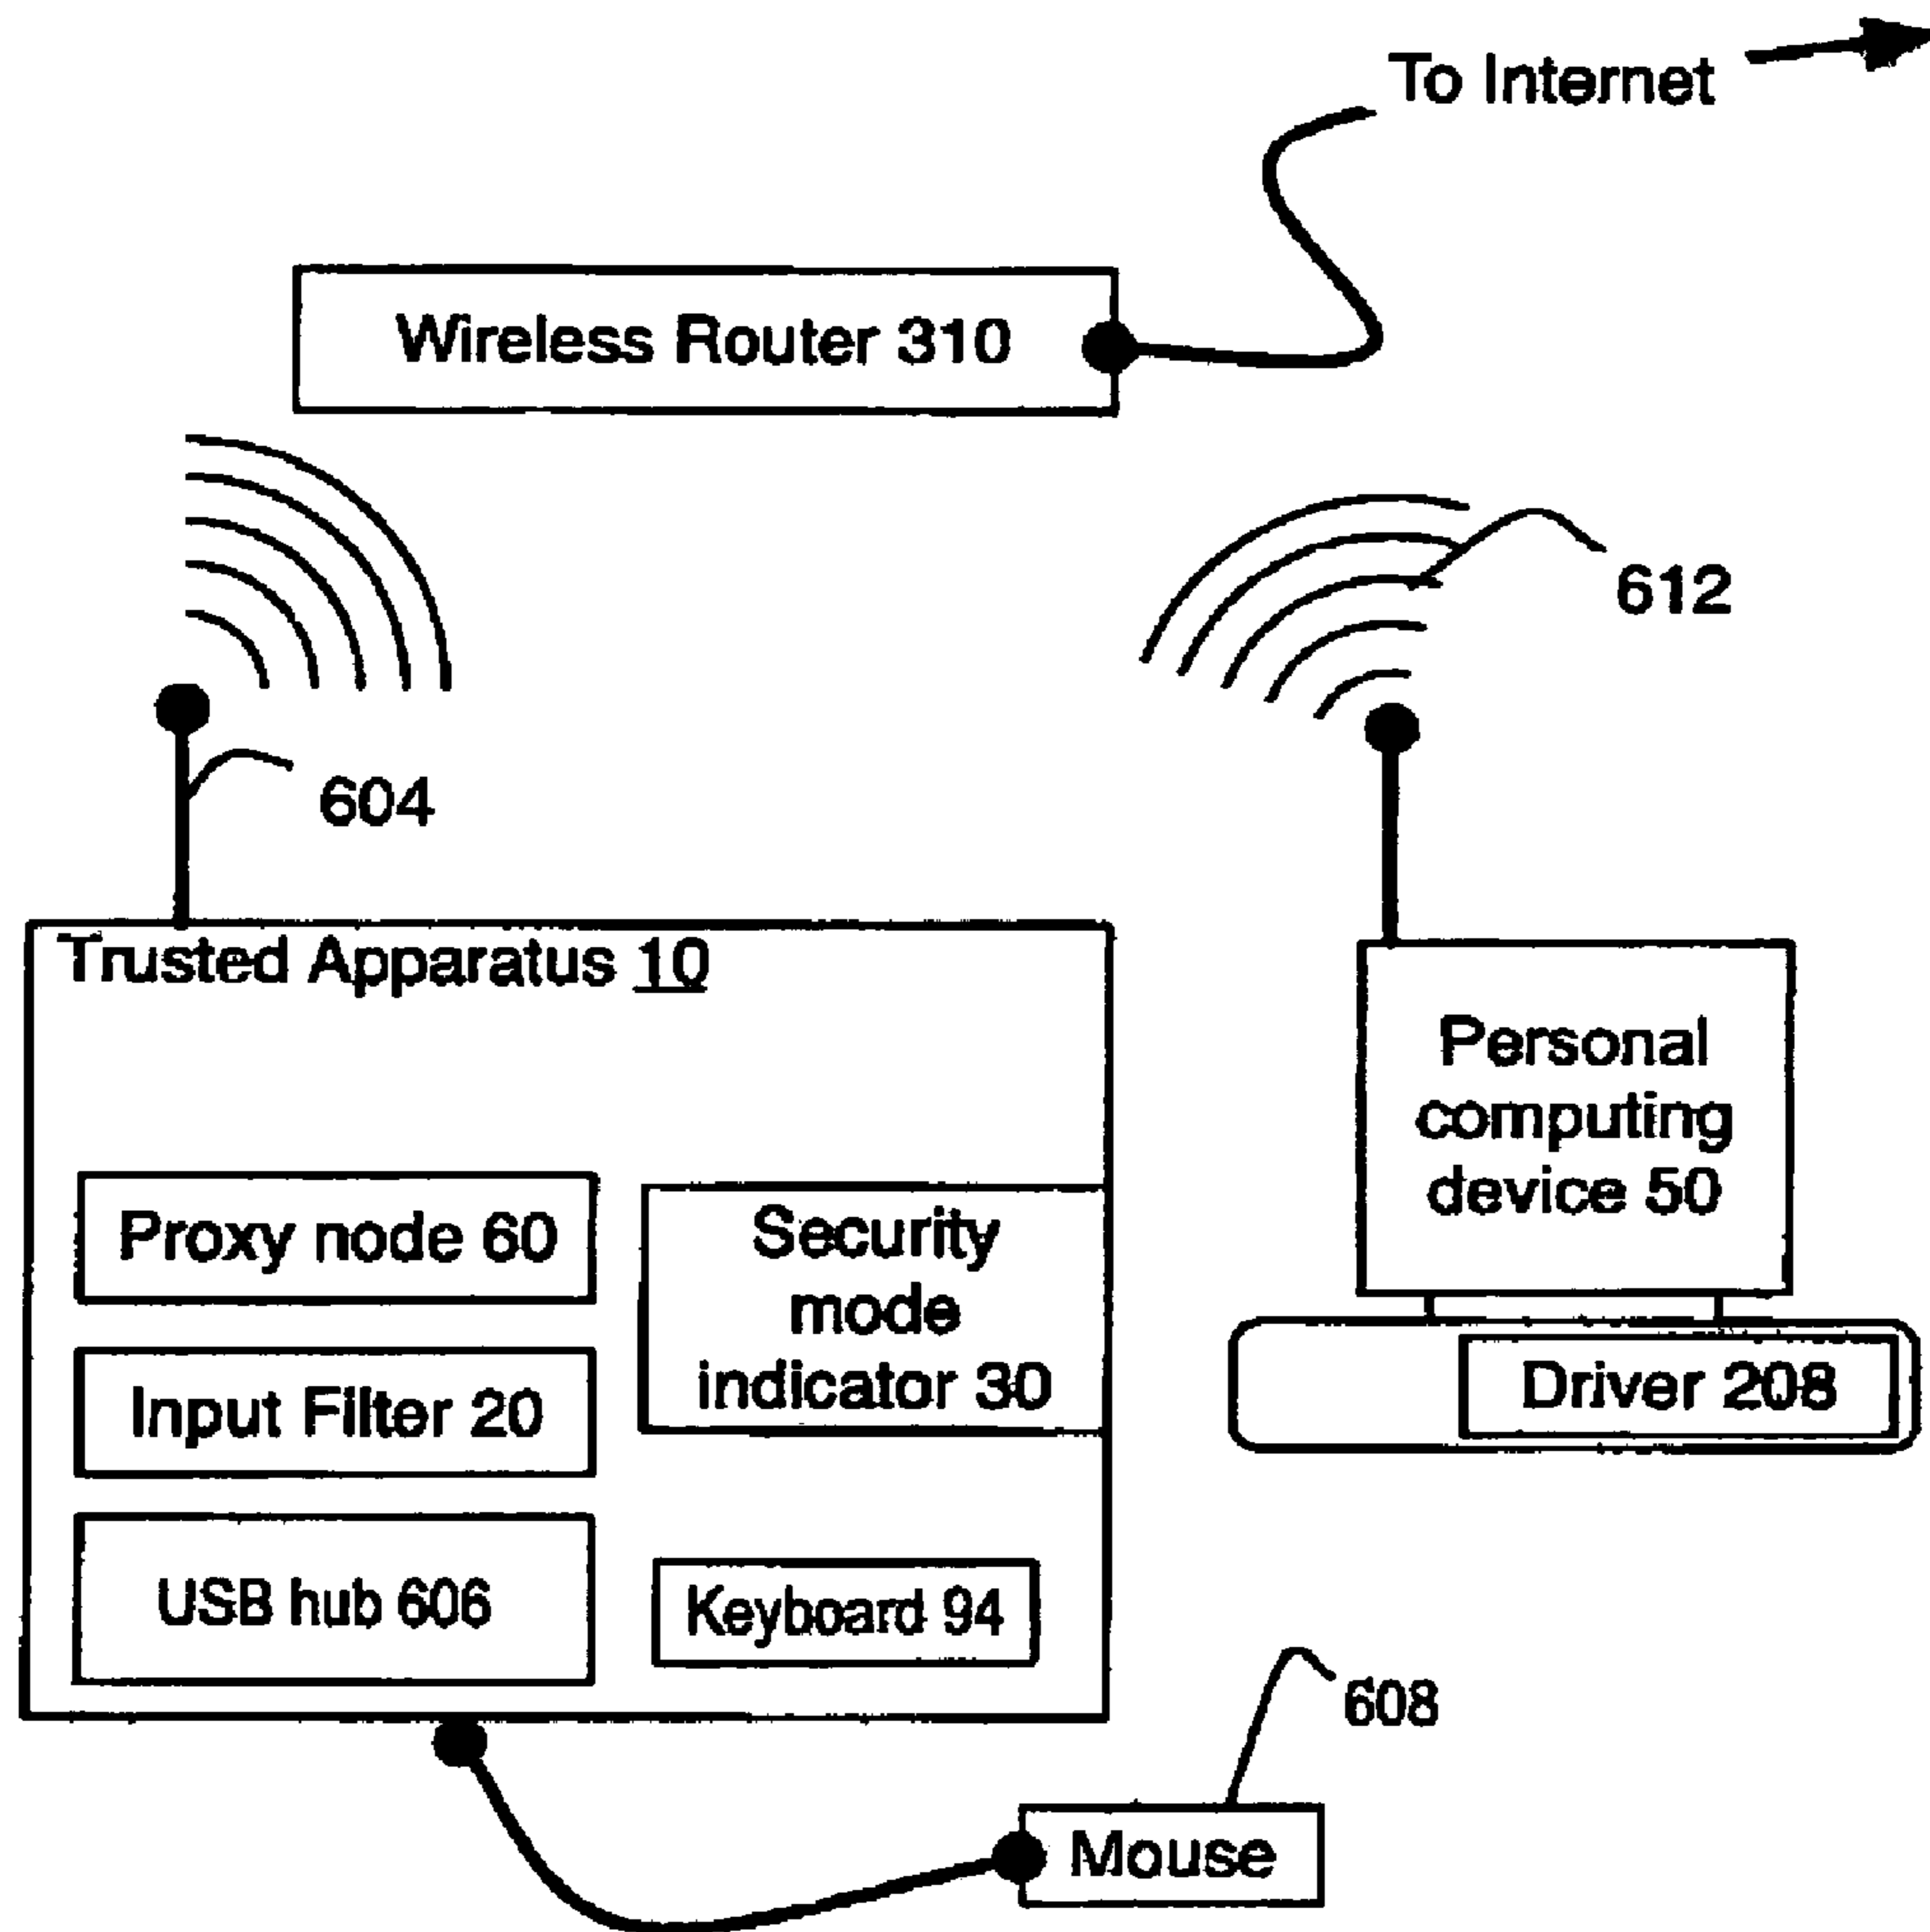 To Internet
Wireless Router 310
612
604
Trusted Apparatus 10
Personal
computing
device 50
Proxy node 60
Security
mode
indicator 30
Input Filter 20
Driver 208
USB hub 606
Keyboard 94
608
Mouse